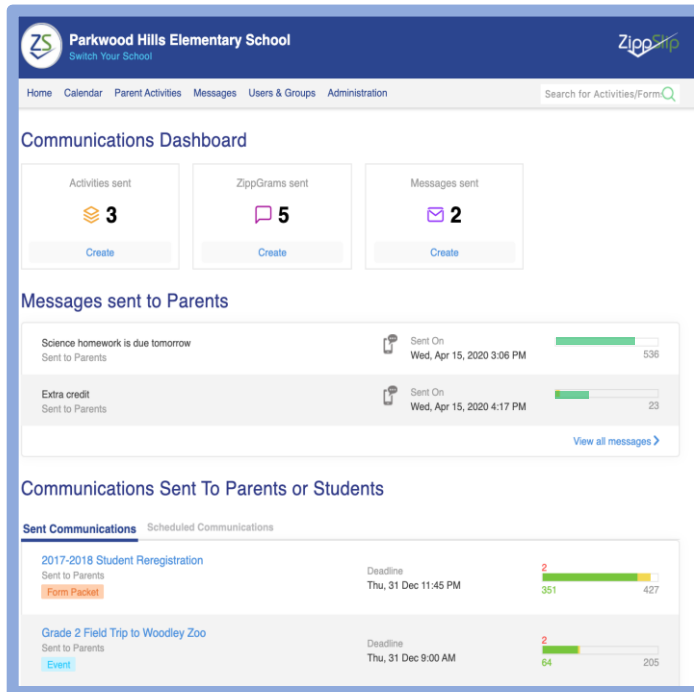 ZS
Parkwood Hills Elementary School
Switch Your School
ZippSlip
Home Calendar Parent Activities Messages Users & Groups Administration
Search for Activities/Form:
Communications Dashboard
Activities sent ZippGrams sent Messages sent
3 5 2
Create Create Create
Messages sent to Parents
Science homework is due tomorrow Sent On
Sent to Parents Wed, Apr 15, 2020 3:06 PM 536
Extra credit Sent On
Sent to Parents Wed, Apr 15, 2020 4:17 PM 23
View all messages
Communications Sent To Parents or Students
Sent Communications Scheduled Communications
2017-2018 Student Reregistration
Sent to Parents Deadline 2
Form Packet Thu, 31 Dec 11:45 PM 351 427
Grade 2 Field Trip to Woodley Zoo
Sent to Parents Deadline 2
Event Thu, 31 Dec 9:00 AM 64 205